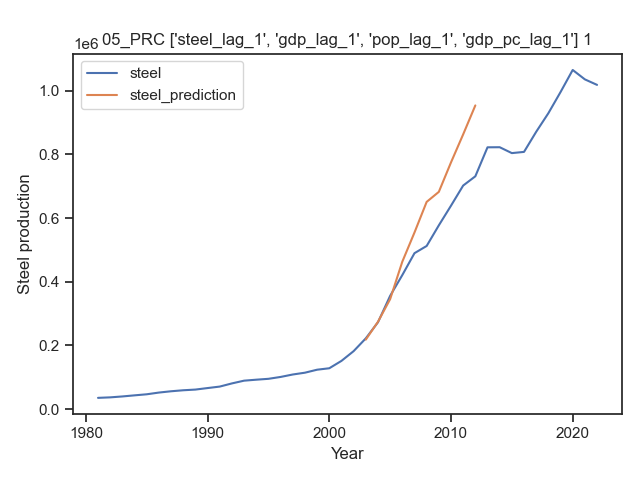 05_PRC ['steel_lag_1', 'gdp_lag_1', 'pop_lag_1', 'gdp_pc_lag_1'] 1
1e6
steel
steel_prediction
1.0
0.8
0.6
0.4
0.2
0.0
Steel production
1980 1990 2000 2010 2020
Year